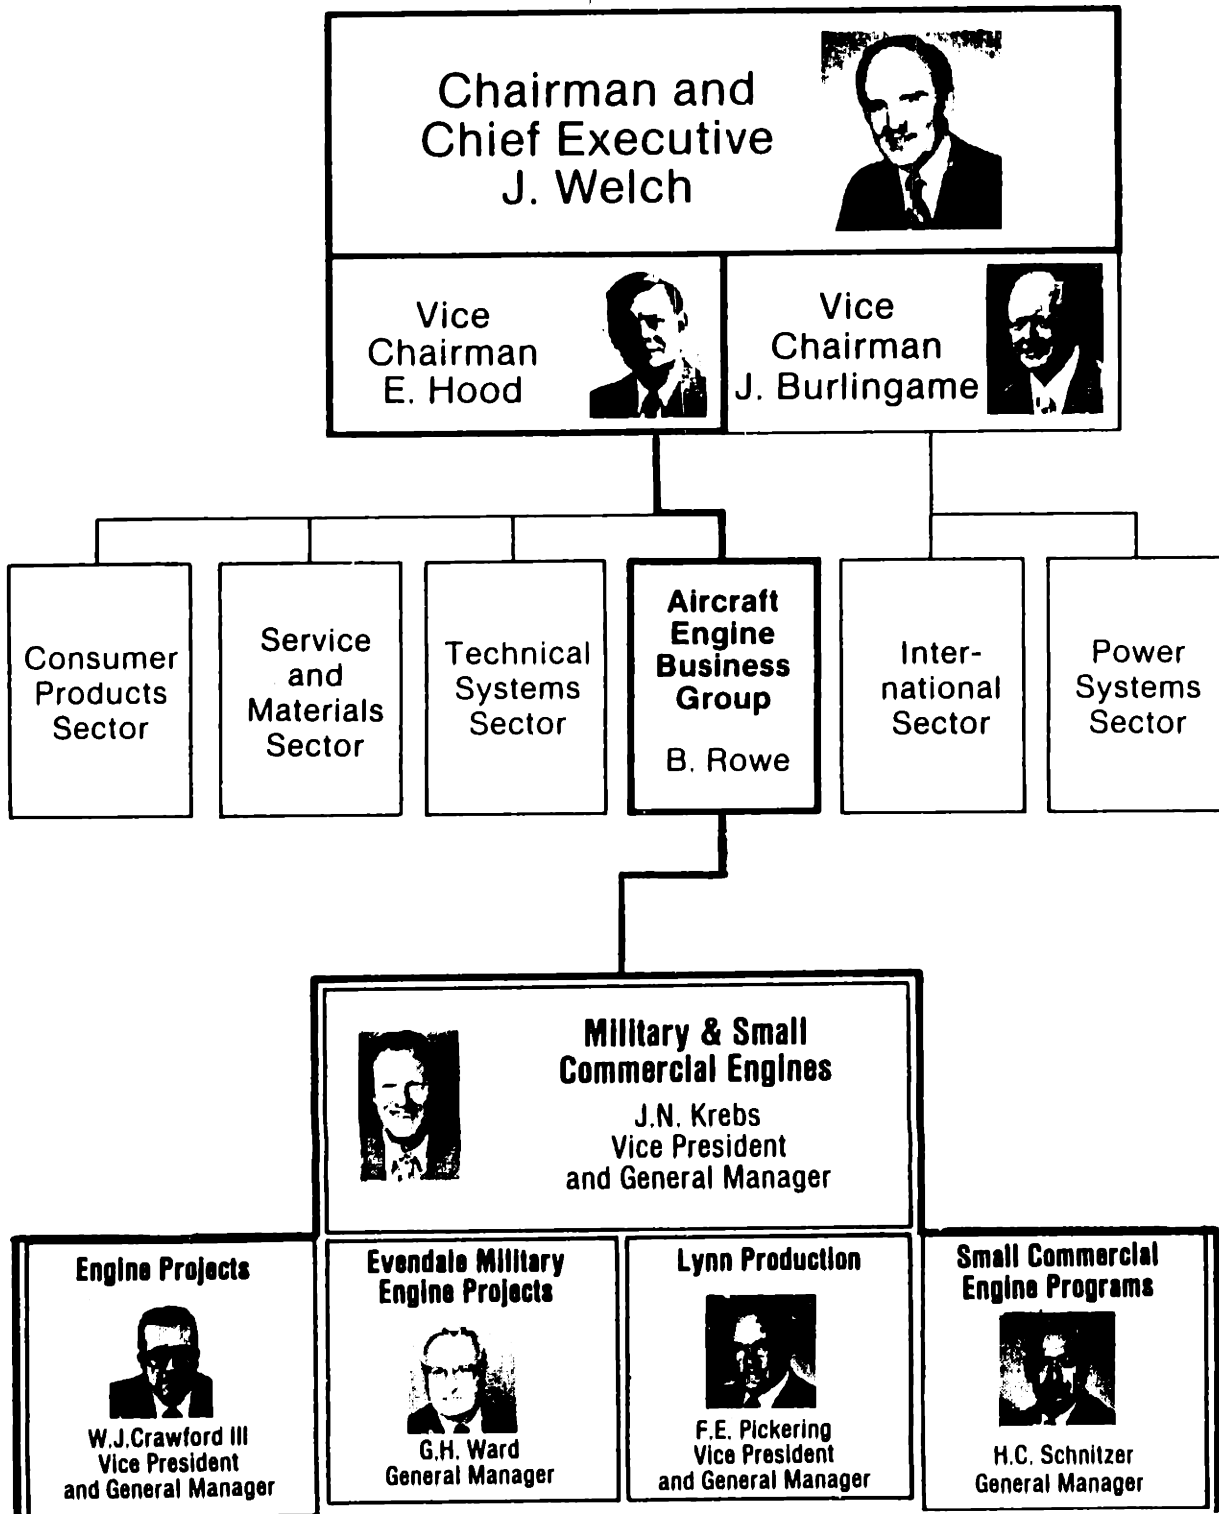 Chairman and
Chief Executive
J. Welch
Vice
Chairman
E. Hood
Vice
Chairman
J. Burlingame
Consumer
Products
Sector
Service
and
Materials
Sector
Technical
Systems
Sector
Aircraft
Engine
Business
Group
B. Rowe
Inter-
national
Sector
Power
Systems
Sector
Military & Small
Commercial Engines
J.N. Krebs
Vice President
and General Manager
Engine Projects
W.J.Crawford III
Vice President
and General Manager
Evendale Military
Engine Projects
G.H. Ward
General Manager
Lynn Production
F.E. Pickering
Vice President
and General Manager
Small Commercial
Engine Programs
H.C. Schnitzer
General Manager